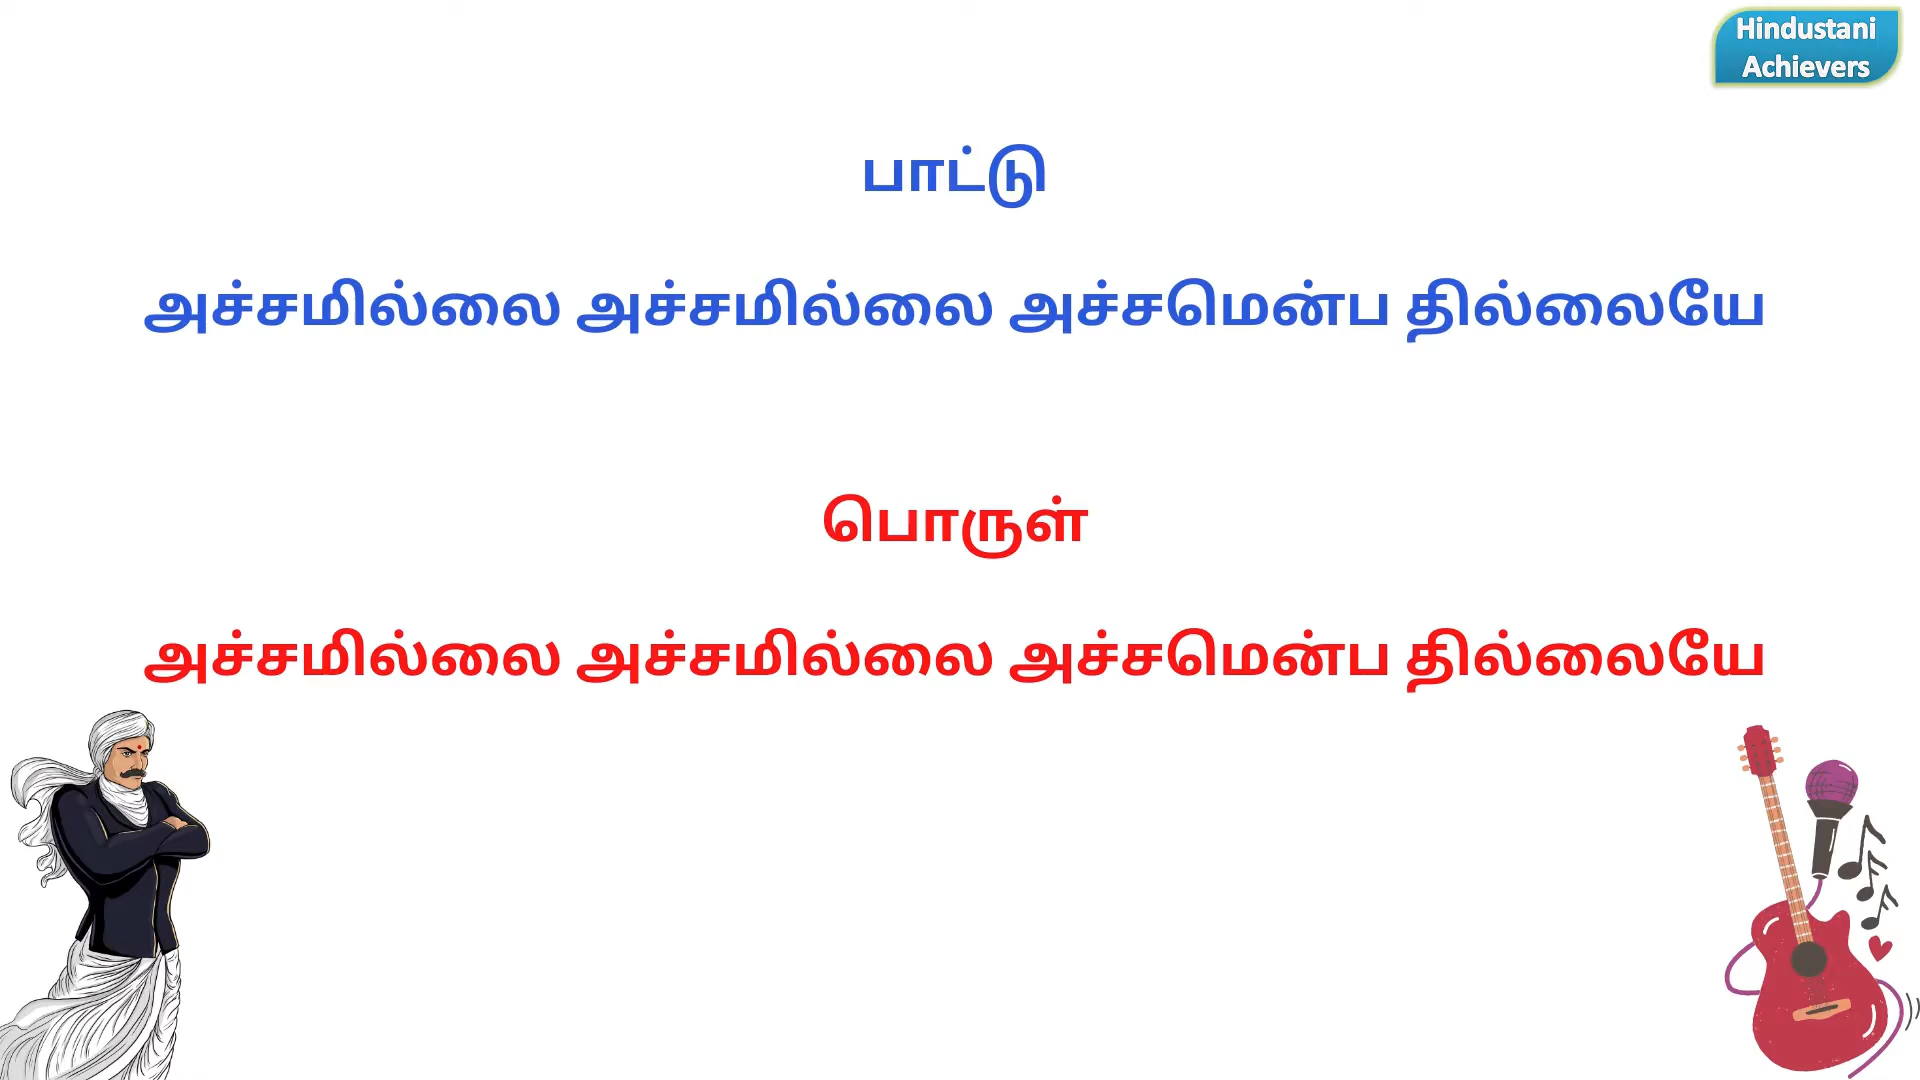 Hindustani
Achievers
பாட்டு
அச்சமில்லை அச்சமில்லை அச்சமென்ப தில்லையே
பொருள்
அச்சமில்லை அச்சமில்லை அச்சமென்ப தில்லையே